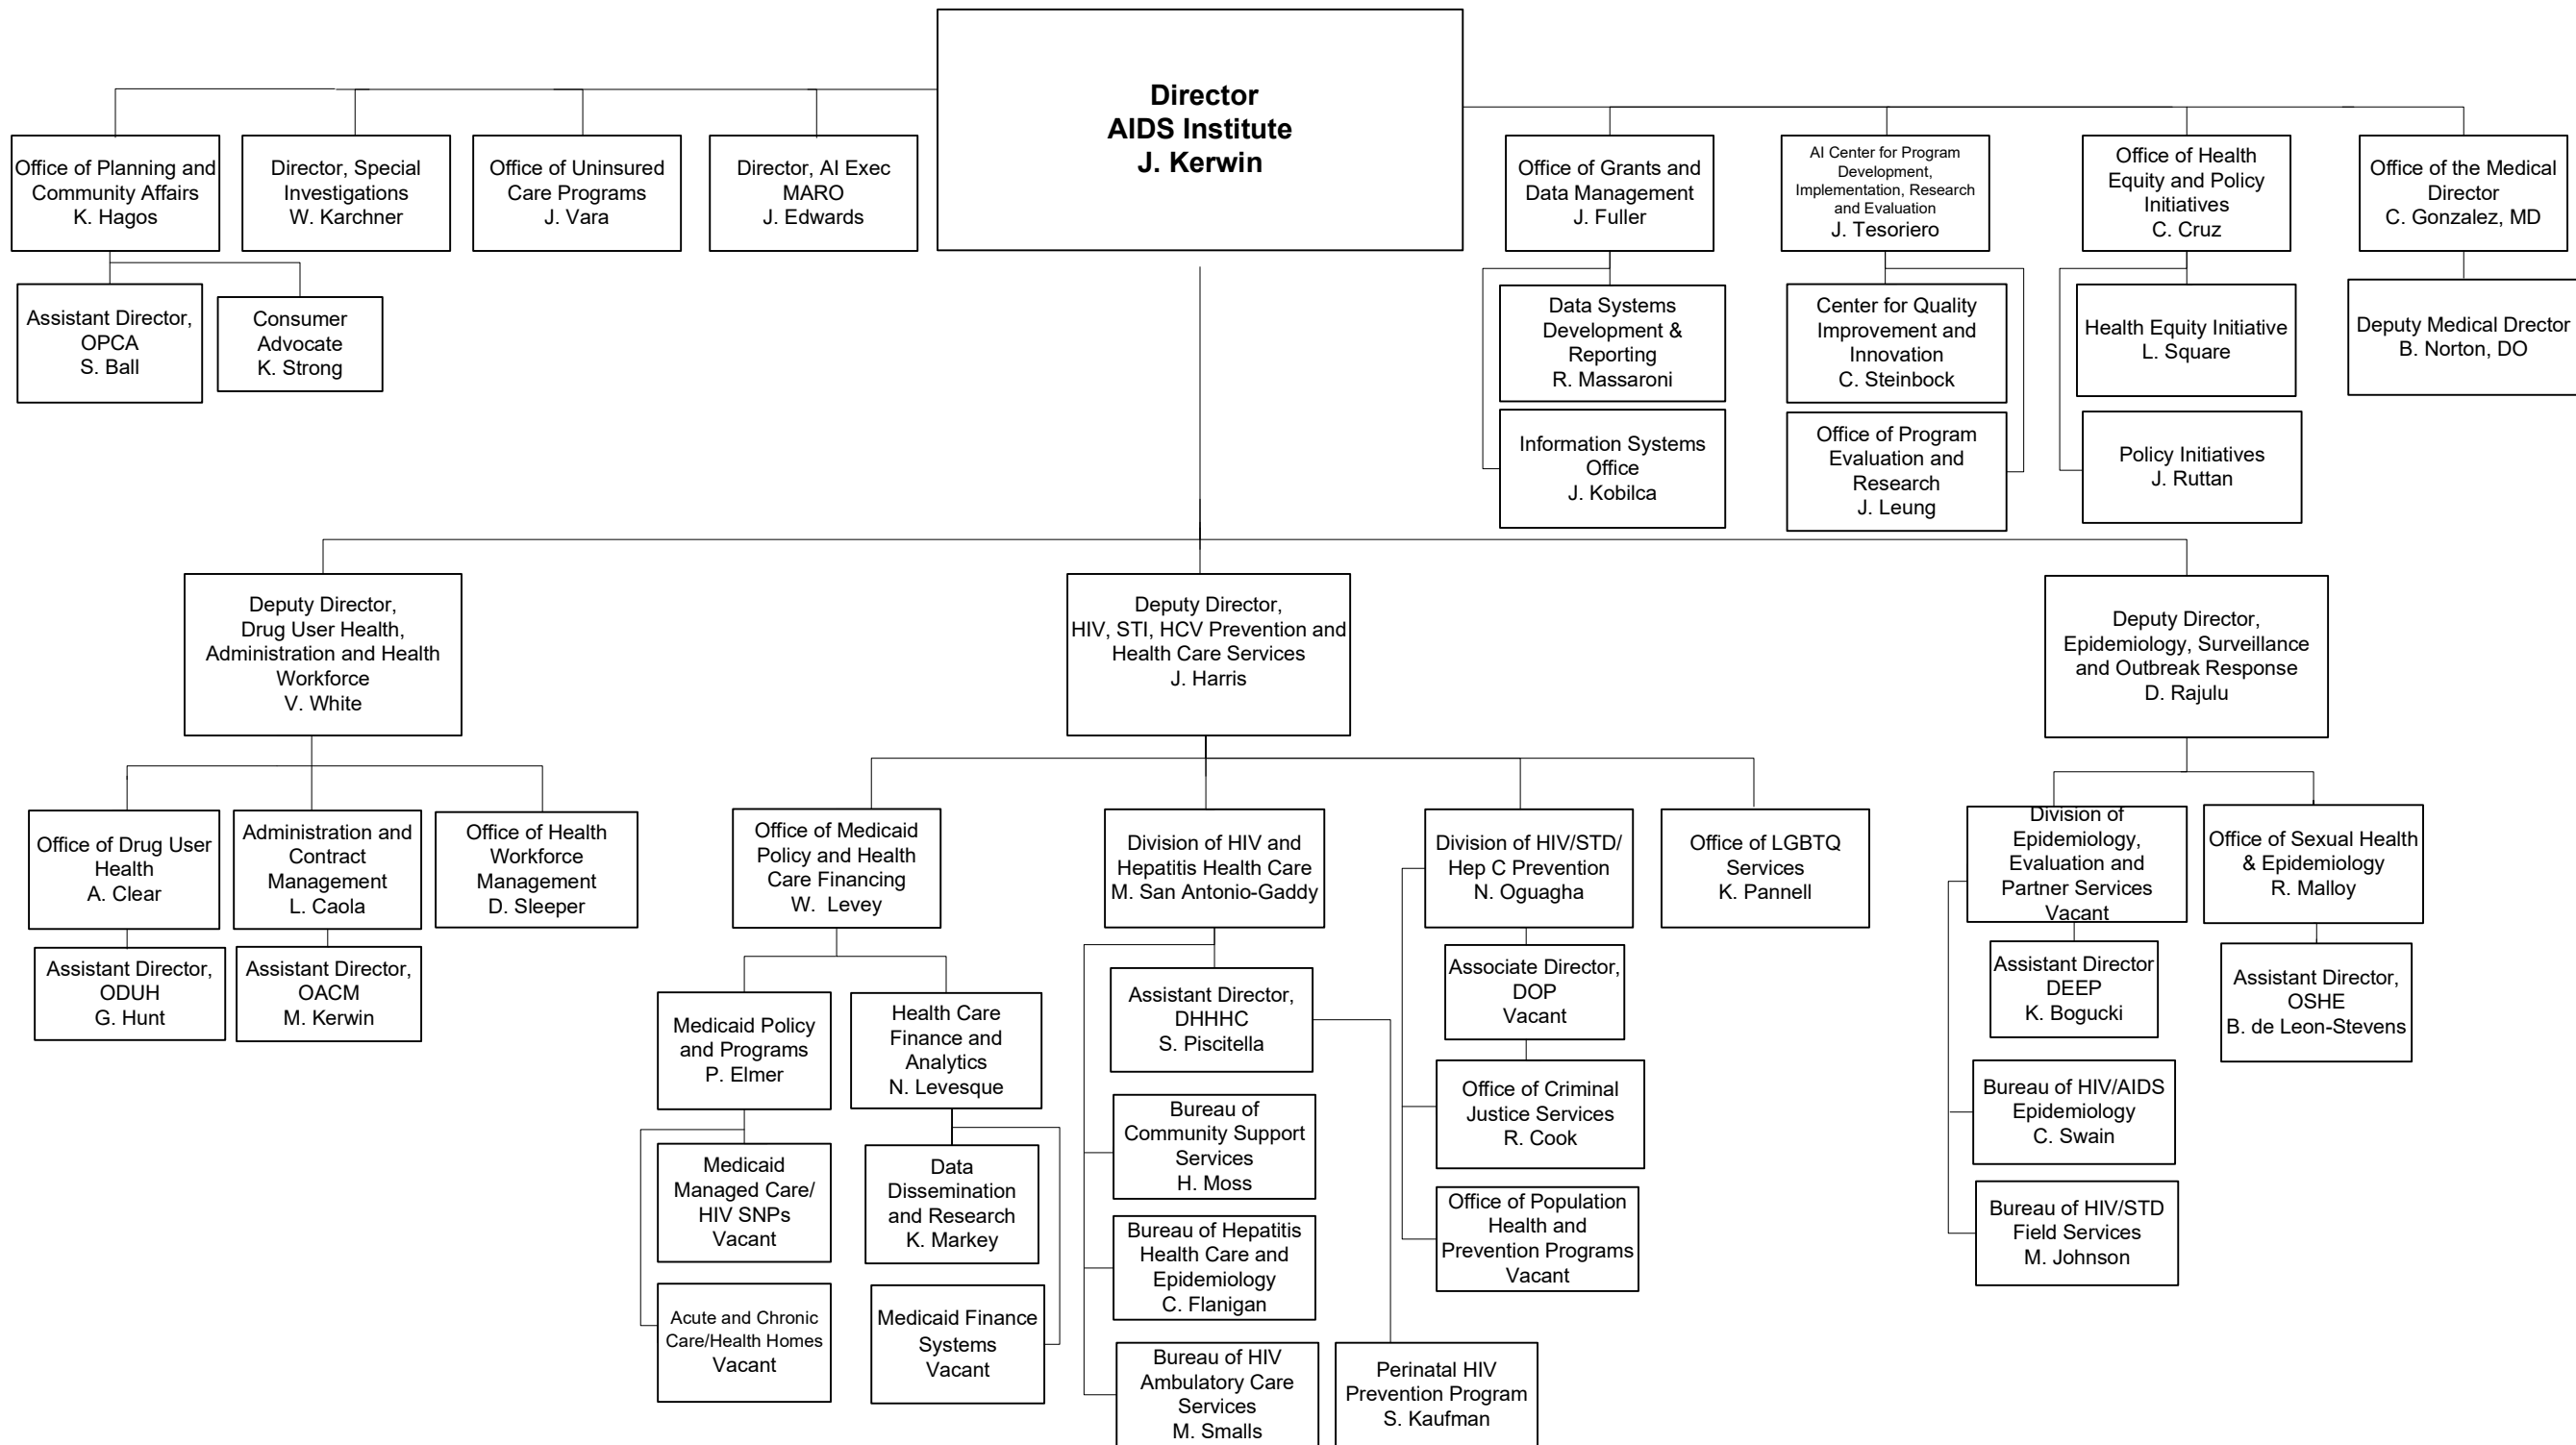 Director
AIDS Institute
J. Kerwin
Office of Planning and
Community Affairs
K. Hagos
Director, Special
Investigations
W. Karchner
Office of Uninsured
Care Programs
J. Vara
Director, AI Exec
MARO
J. Edwards
Office of Grants and
Data Management
J. Fuller
AI Center for Program
Development,
Implementation, Research
and Evaluation
J. Tesoriero
Office of Health
Equity and Policy
Initiatives
C. Cruz
Office of the Medical
Director
C. Gonzalez, MD
Assistant Director,
OPCA
S. Ball
Consumer
Advocate
K. Strong
Data Systems
Development &
Reporting
R. Massaroni
Center for Quality
Improvement and
Innovation
C. Steinbock
Health Equity Initiative
L. Square
Deputy Medical Drector
B. Norton, DO
Information Systems
Office
J. Kobilca
Office of Program
Evaluation and
Research
J. Leung
Policy Initiatives
J. Ruttan
Deputy Director,
Drug User Health,
Administration and Health
Workforce
V. White
Deputy Director,
HIV, STI, HCV Prevention and
Health Care Services
J. Harris
Deputy Director,
Epidemiology, Surveillance
and Outbreak Response
D. Rajulu
Office of Drug User
Health
A. Clear
Administration and
Contract
Management
L. Caola
Office of Health
Workforce
Management
D. Sleeper
Office of Medicaid
Policy and Health
Care Financing
W. Levey
Division of HIV and
Hepatitis Health Care
M. San Antonio-Gaddy
Division of HIV/STD/
Hep C Prevention
N. Oguagha
Office of LGBTQ
Services
K. Pannell
Division of
Epidemiology,
Evaluation and
Partner Services
Vacant
Office of Sexual Health
& Epidemiology
R. Malloy
Assistant Director,
ODUH
G. Hunt
Assistant Director,
OACM
M. Kerwin
Medicaid Policy
and Programs
P. Elmer
Health Care
Finance and
Analytics
N. Levesque
Assistant Director,
DHHHC
S. Piscitella
Associate Director,
DOP
Vacant
Assistant Director
DEEP
K. Bogucki
Assistant Director,
OSHE
B. de Leon-Stevens
Medicaid
Managed Care/
HIV SNPs
Vacant
Data
Dissemination
and Research
K. Markey
Bureau of
Community Support
Services
H. Moss
Office of Criminal
Justice Services
R. Cook
Bureau of HIV/AIDS
Epidemiology
C. Swain
Bureau of Hepatitis
Health Care and
Epidemiology
C. Flanigan
Office of Population
Health and
Prevention Programs
Vacant
Bureau of HIV/STD
Field Services
M. Johnson
Acute and Chronic
Care/Health Homes
Vacant
Medicaid Finance
Systems
Vacant
Bureau of HIV
Ambulatory Care
Services
M. Smalls
Perinatal HIV
Prevention Program
S. Kaufman